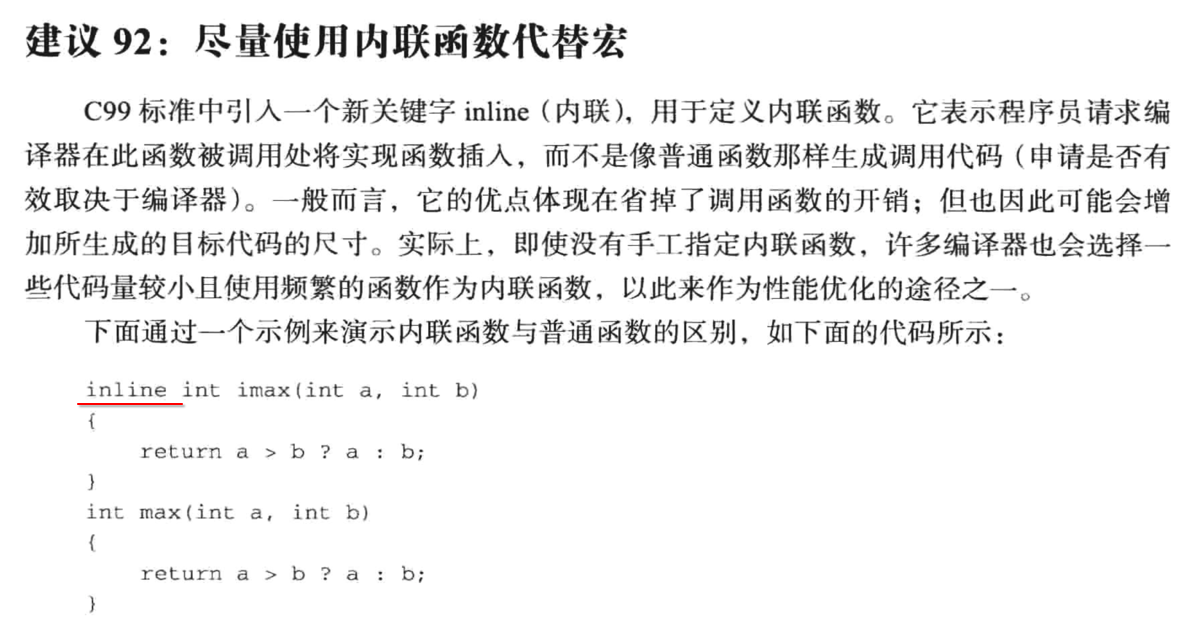 建议 92：尽量使用内联函数代替宏
C99 标准中引入一个新关键字 inline（内联），用于定义内联函数。它表示程序员请求编
译器在此函数被调用处将实现函数插入，而不是像普通函数那样生成调用代码（申请是否有
效取决于编译器）。一般而言，它的优点体现在省掉了调用函数的开销；但也因此可能会增
加所生成的目标代码的尺寸。实际上，即使没有手工指定内联函数，许多编译器也会选择一
些代码量较小且使用频繁的函数作为内联函数，以此来作为性能优化的途径之一。
下面通过一个示例来演示内联函数与普通函数的区别，如下面的代码所示：
inline int imax(int a, int b)
{
    return a > b ? a : b;
}
int max(int a, int b)
{
    return a > b ? a : b;
}